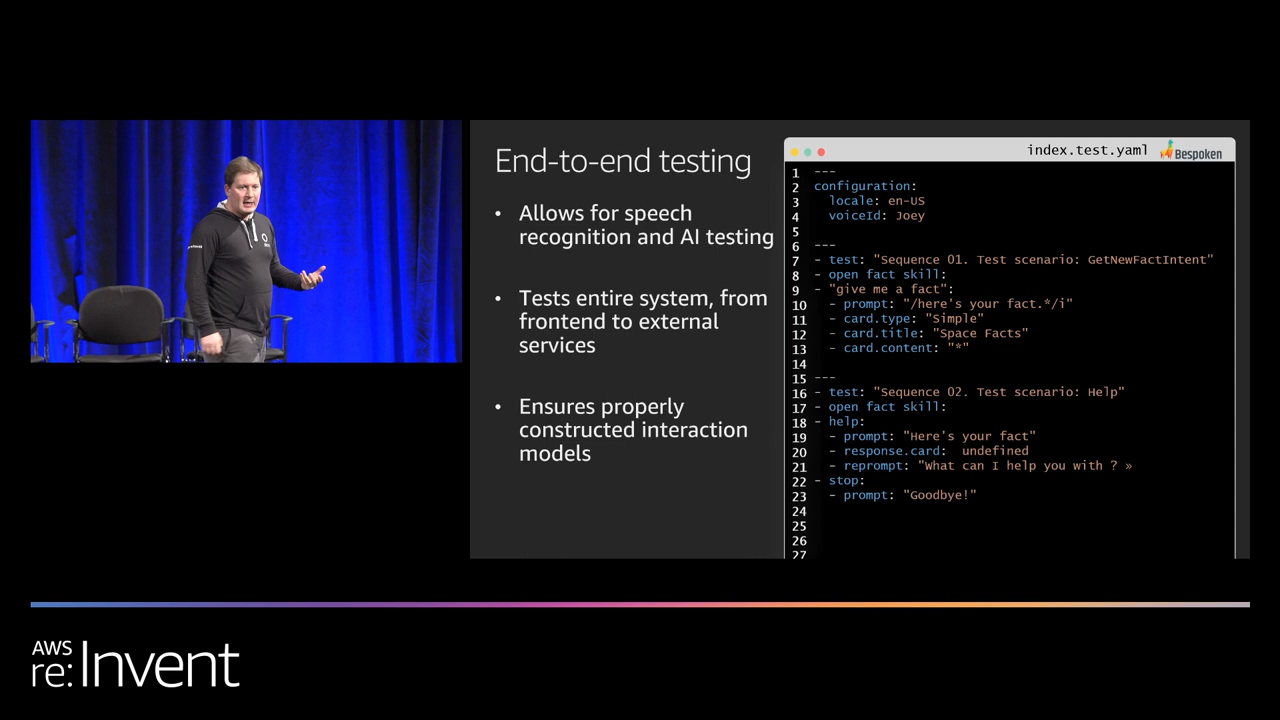 End-to-end testing
• Allows for speech
recognition and AI testing
• Tests entire system, from
frontend to external
services
• Ensures properly
constructed interaction
models
index.test.yaml
Bespoken
1 ---
2 configuration:
3   locale: en-US
4   voiceId: Joey
5
6 ---
7 - test: "Sequence 01. Test scenario: GetNewFactIntent"
8 - open fact skill:
9 - "give me a fact":
10   - prompt: "/here's your fact.*/i"
11   - card.type: "Simple"
12   - card.title: "Space Facts"
13   - card.content: "*"
14
15 ---
16 - test: "Sequence 02. Test scenario: Help"
17 - open fact skill:
18 - help:
19   - prompt: "Here's your fact"
20   - response.card:  undefined
21   - reprompt: "What can I help you with ? »
22 - stop:
23   - prompt: "Goodbye!"
24
25
26
27
AWS
re:Invent